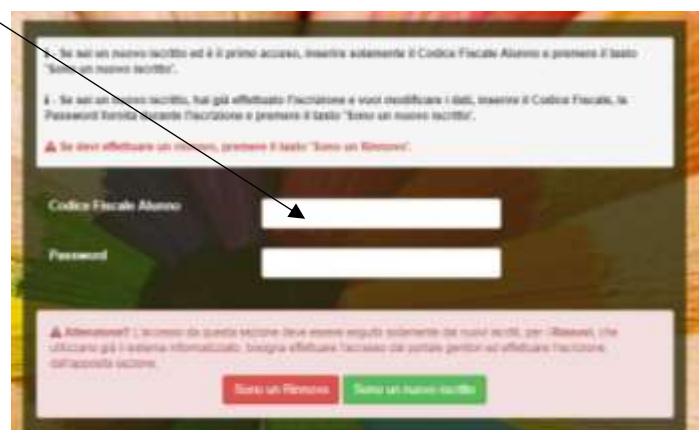 - Se sei un nuovo iscritto ed è il primo accesso, inserire solamente il Codice Fiscale Alunno e premere il tasto
"Sono un nuovo iscritto".
- Se sei un nuovo iscritto, hai già effettuato l'iscrizione e vuoi modificare i dati, inserire il Codice Fiscale, la
Password fornita durante l'iscrizione e premere il tasto "Sono un nuovo iscritto".
Se devi effettuare un rinnovo, premere il tasto "Sono un Rinnovo".
Codice Fiscale Alunno
Password
Attenzione!! L'accesso da questa sezione deve essere eseguito solamente dai nuovi iscritti, per i Rinnovi, che
utilizzano già il sistema informatizzato, bisogna effettuare l'accesso dal portale genitori ed effettuare l'iscrizione
dall'apposita sezione.
Sono un Rinnovo
Sono un nuovo iscritto